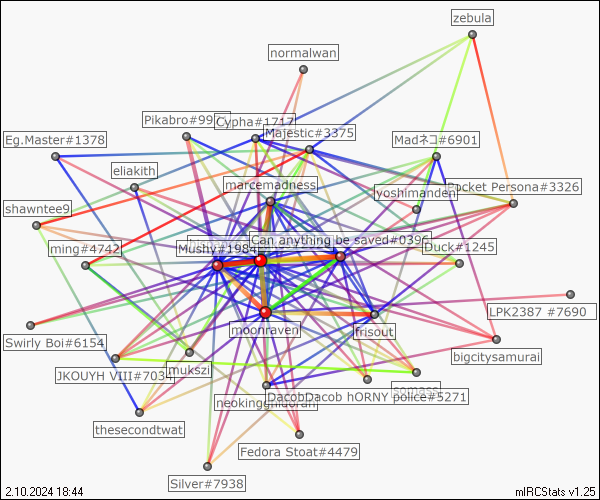 zebula
normalwan
Pikabro#99
Cypha#1717
Majestic#3375
Eg.Master#1378
Madネコ#6901
eliakith
marcemadness
yoshimanden
Pocket Persona#3326
shawntee9
ming#4742
Mushy#1984
Can anything be saved#039
Duck#1245
LPK2387 #7690
moonraven
frisout
Swirly Boi#6154
bigcitysamurai
JKOUYH VIII#7034
mukszi
DacobDacob hORNY police#5271
thesecondtwat
Fedora Stoat#4479
Silver#7938
2.10.2024 18:44
mIRCStats v1.25